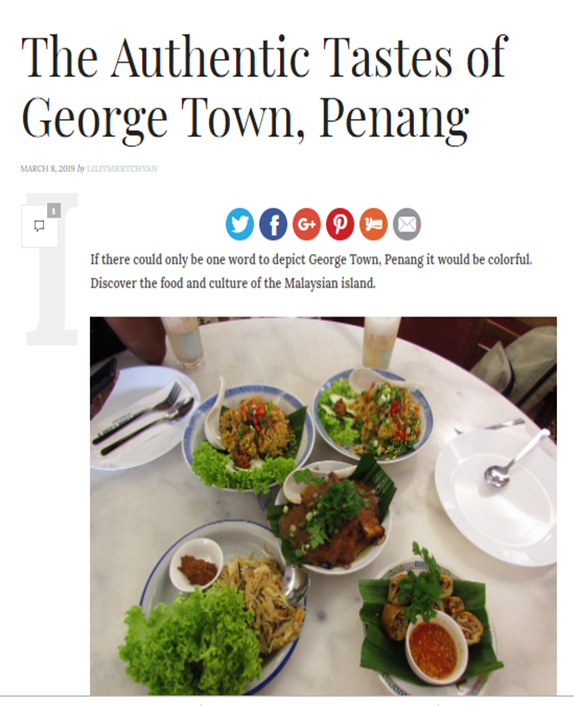 The Authentic Tastes of
George Town, Penang
MARCH 8, 2019 by LILITMKRTCHYAN
1
I
G+
Yum
If there could only be one word to depict George Town, Penang it would be colorful.
Discover the food and culture of the Malaysian island.